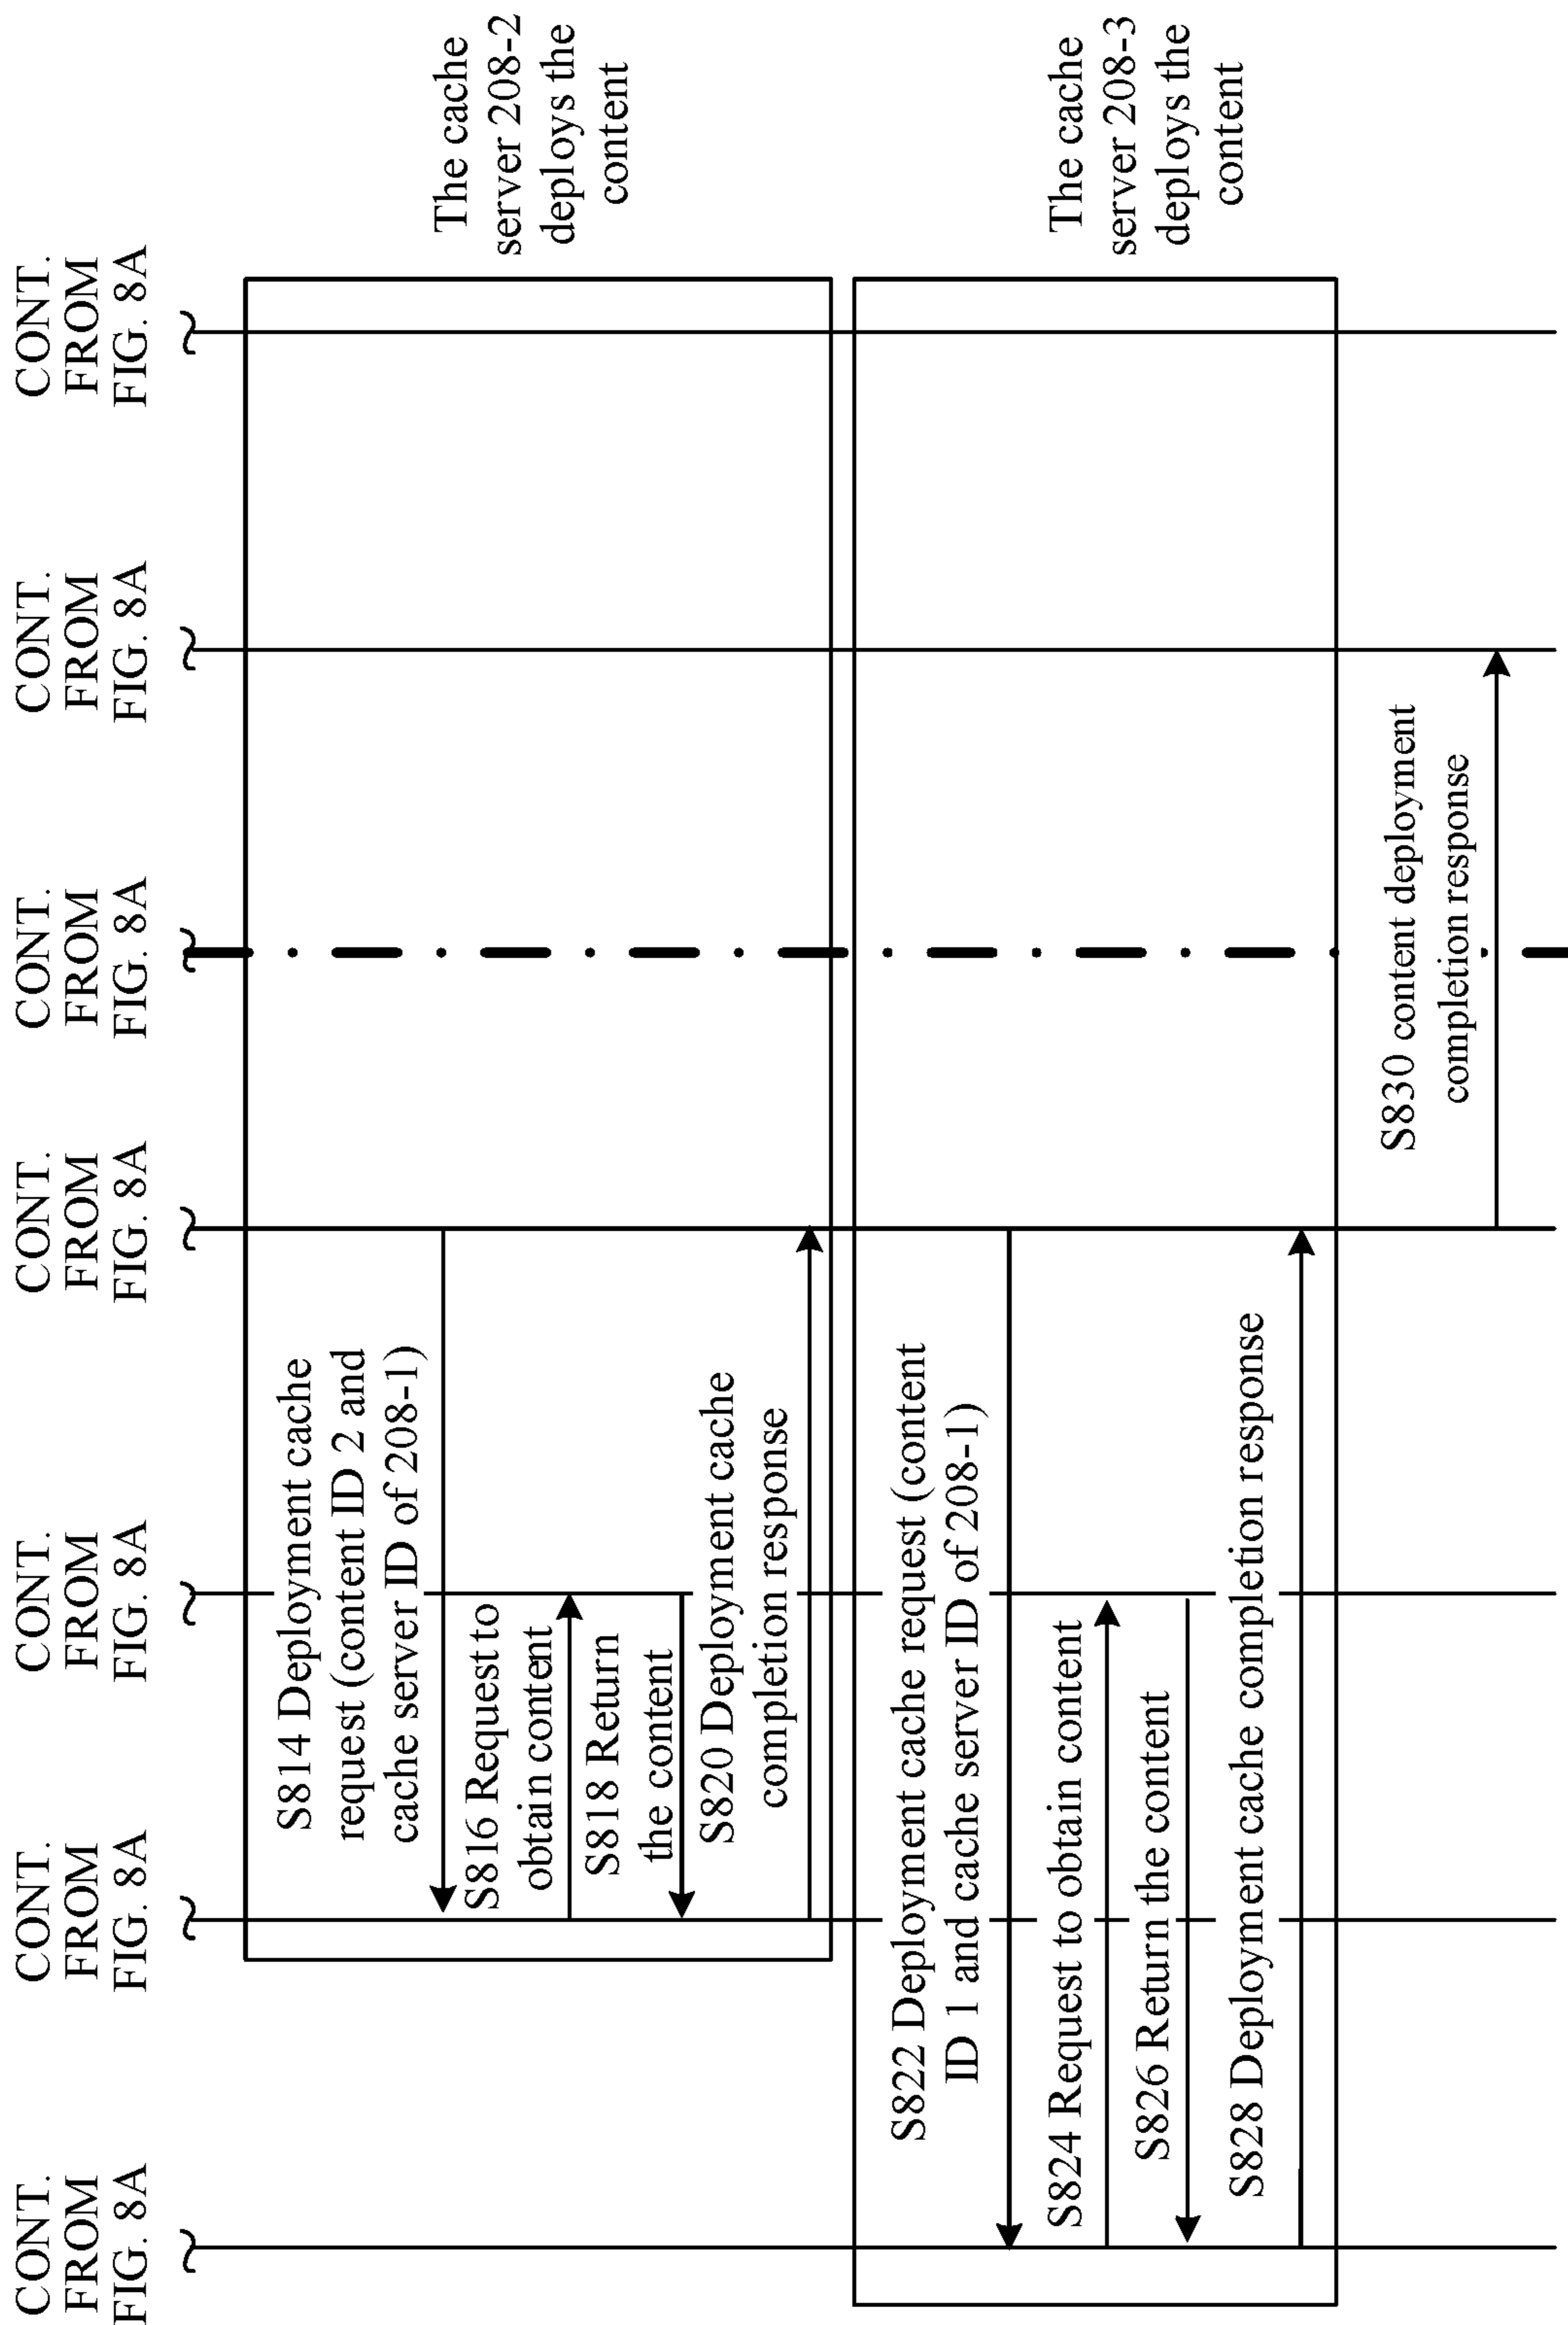 CONT.
FROM
FIG. 8A
CONT.
FROM
FIG. 8A
CONT.
FROM
FIG. 8A
CONT.
FROM
FIG. 8A
CONT.
FROM
FIG. 8A
CONT.
FROM
FIG. 8A
CONT.
FROM
FIG. 8A
S814 Deployment cache
request (content ID 2 and
cache server ID of 208-1)
S816 Request to
obtain content
S818 Return
the content
S820 Deployment cache
completion response
The cache
server 208-2
deploys the
content
S822 Deployment cache request (content
ID 1 and cache server ID of 208-1)
S824 Request to obtain content
S826 Return the content
S828 Deployment cache completion response
The cache
server 208-3
deploys the
content
S830 content deployment
completion response